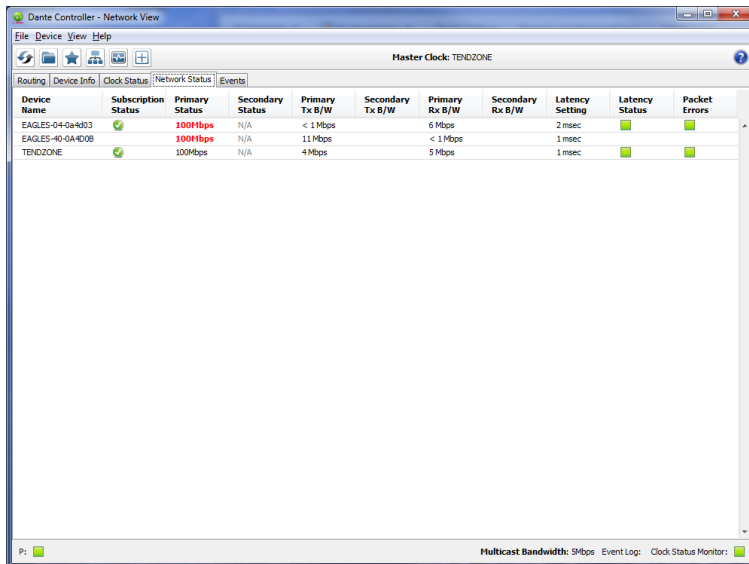 Dante Controller - Network View
File Device View Help
Master Clock: TENDZONE
?
Routing Device Info Clock Status Network Status Events
Device Name Subscription Status Primary Status Secondary Status Primary Tx B/W Secondary Tx B/W Primary Rx B/W Secondary Rx B/W Latency Setting Latency Status Packet Errors
EAGLES-04-0a4d03 100Mbps N/A < 1 Mbps 6 Mbps 2 msec
EAGLES-40-0A4D0B 100Mbps N/A 11 Mbps < 1 Mbps 1 msec
TENDZONE 100Mbps N/A 4 Mbps 5 Mbps 1 msec
P: Multicast Bandwidth: 5Mbps Event Log: Clock Status Monitor: